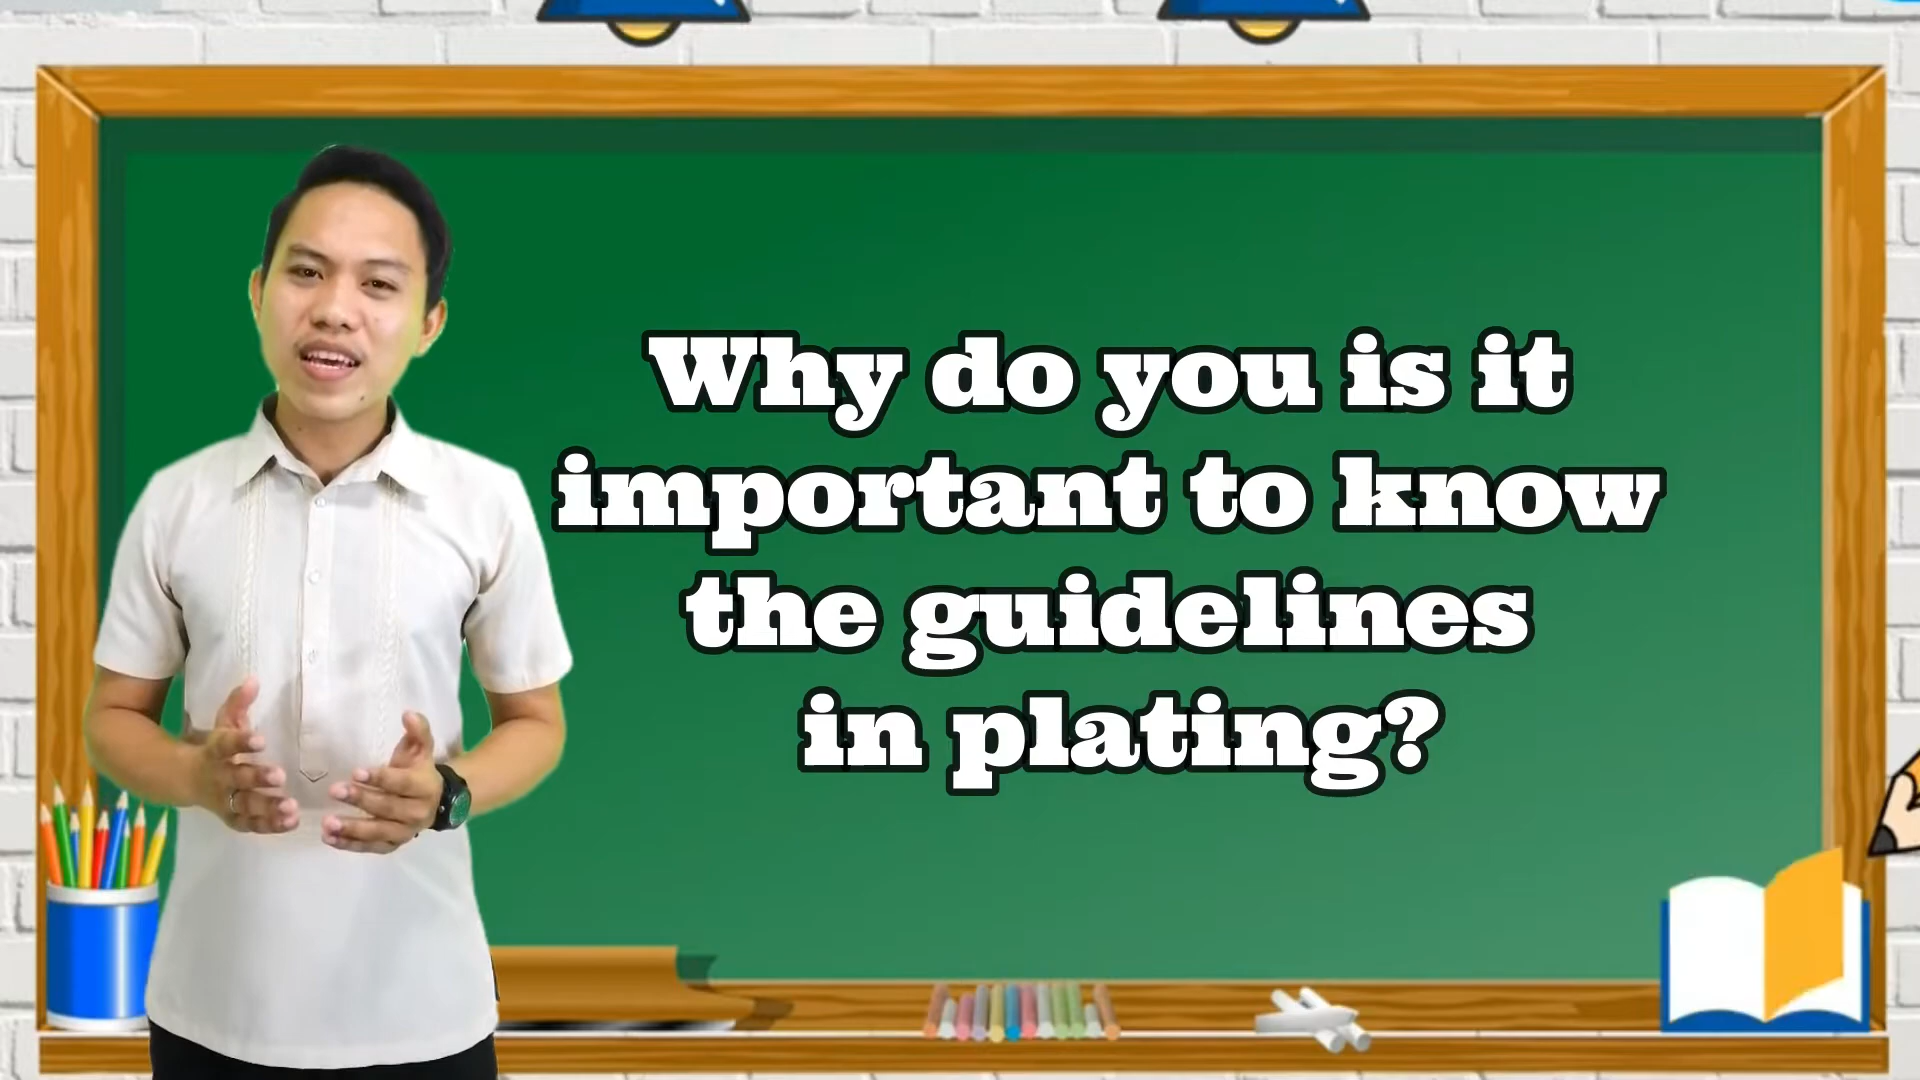 Why do you is it
important to know
the guidelines
in plating?